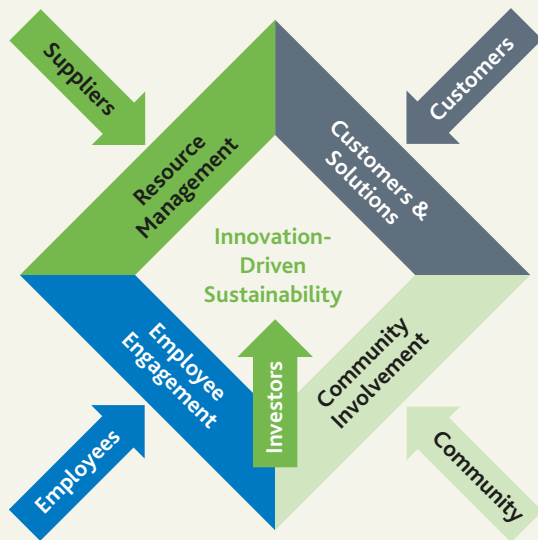 Suppliers
Customers
Resource
Management
Customers &
Solutions
Innovation-
Driven
Sustainability
Employee
Engagement
Investors
Community
Involvement
Employees
Community